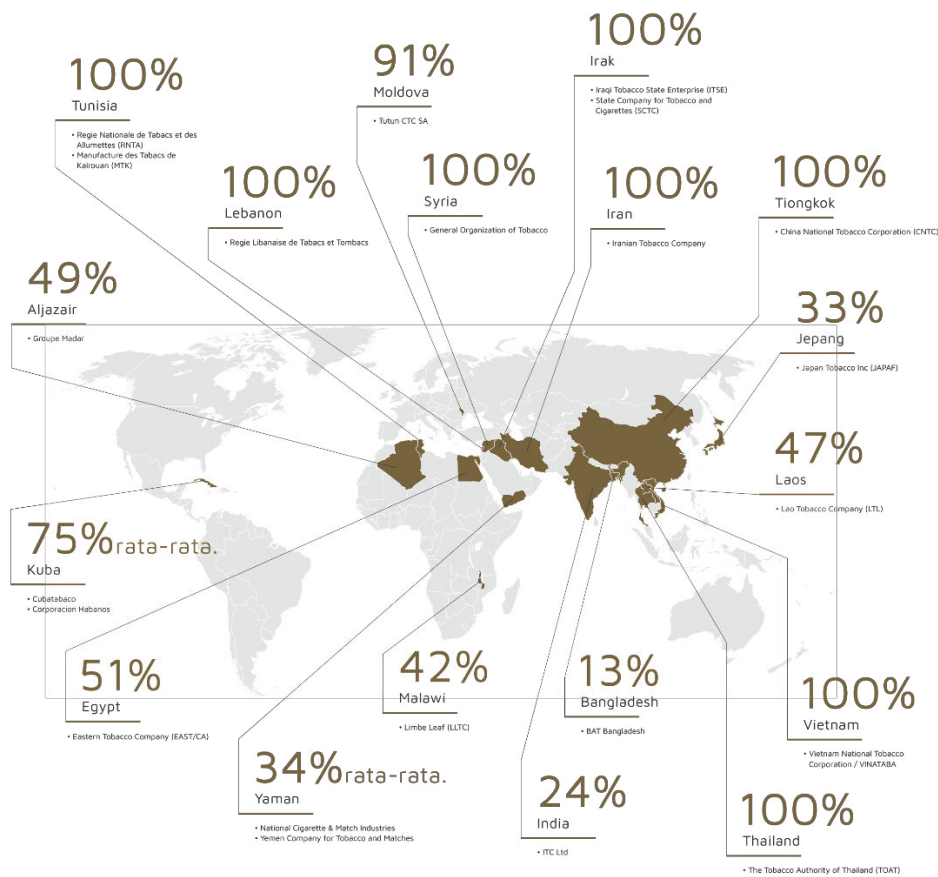 100%
Tunisia
• Regie Nationale de Tabacs et des
Allumettes (RNTA)
• Manufacture des Tabacs de
Kairouan (MTK)
91%
Moldova
• Tutun CTC SA
100%
Irak
• Iraqi Tobacco State Enterprise (ITSE)
• State Company for Tobacco and
Cigarettes (SCTC)
100%
Lebanon
• Regie Libanaise de Tabacs et Tombacs
100%
Syria
• General Organization of Tobacco
100%
Iran
• Iranian Tobacco Company
100%
Tiongkok
• China National Tobacco Corporation (CNTC)
49%
Aljazair
• Groupe Madar
33%
Jepang
• Japan Tobacco Inc (JAPAF)
47%
Laos
• Lao Tobacco Company (LTL)
75% rata-rata.
Kuba
• Cubatabaco
• Corporacion Habanos
51%
Egypt
• Eastern Tobacco Company (EAST/CA)
42%
Malawi
• Limbe Leaf (LLTC)
13%
Bangladesh
• BAT Bangladesh
100%
Vietnam
• Vietnam National Tobacco
Corporation / VINATABA
34% rata-rata.
Yaman
• National Cigarette & Match Industries
• Yemen Company for Tobacco and Matches
24%
India
• ITC Ltd
100%
Thailand
• The Tobacco Authority of Thailand (TOAT)